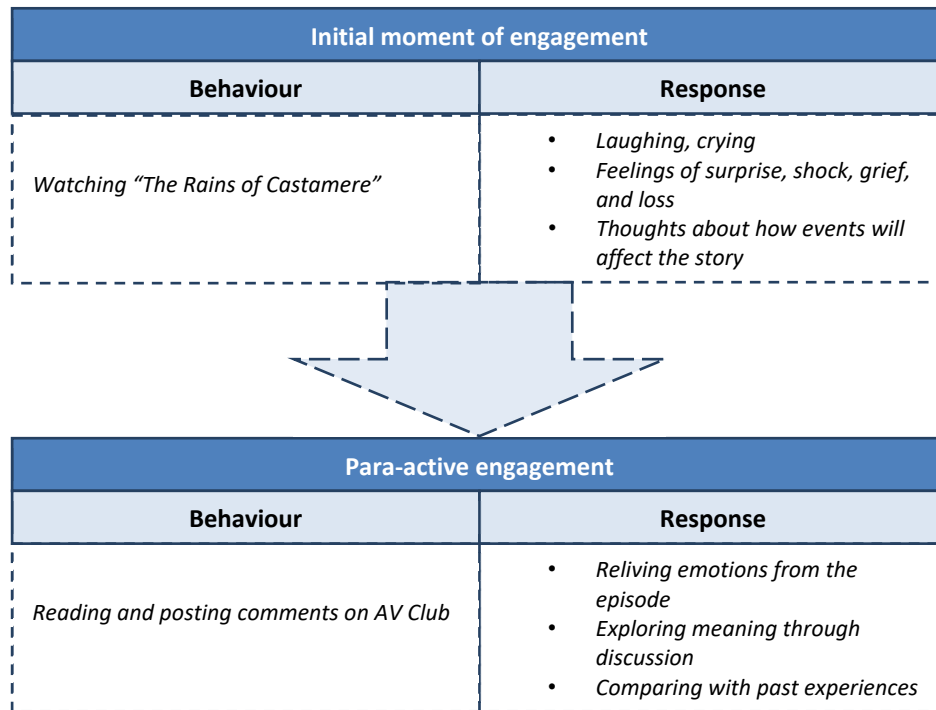 Initial moment of engagement
Behaviour
Response
Watching “The Rains of Castamere”
• Laughing, crying
• Feelings of surprise, shock, grief,
and loss
• Thoughts about how events will
affect the story
Para-active engagement
Behaviour
Response
Reading and posting comments on AV Club
• Reliving emotions from the
episode
• Exploring meaning through
discussion
• Comparing with past experiences